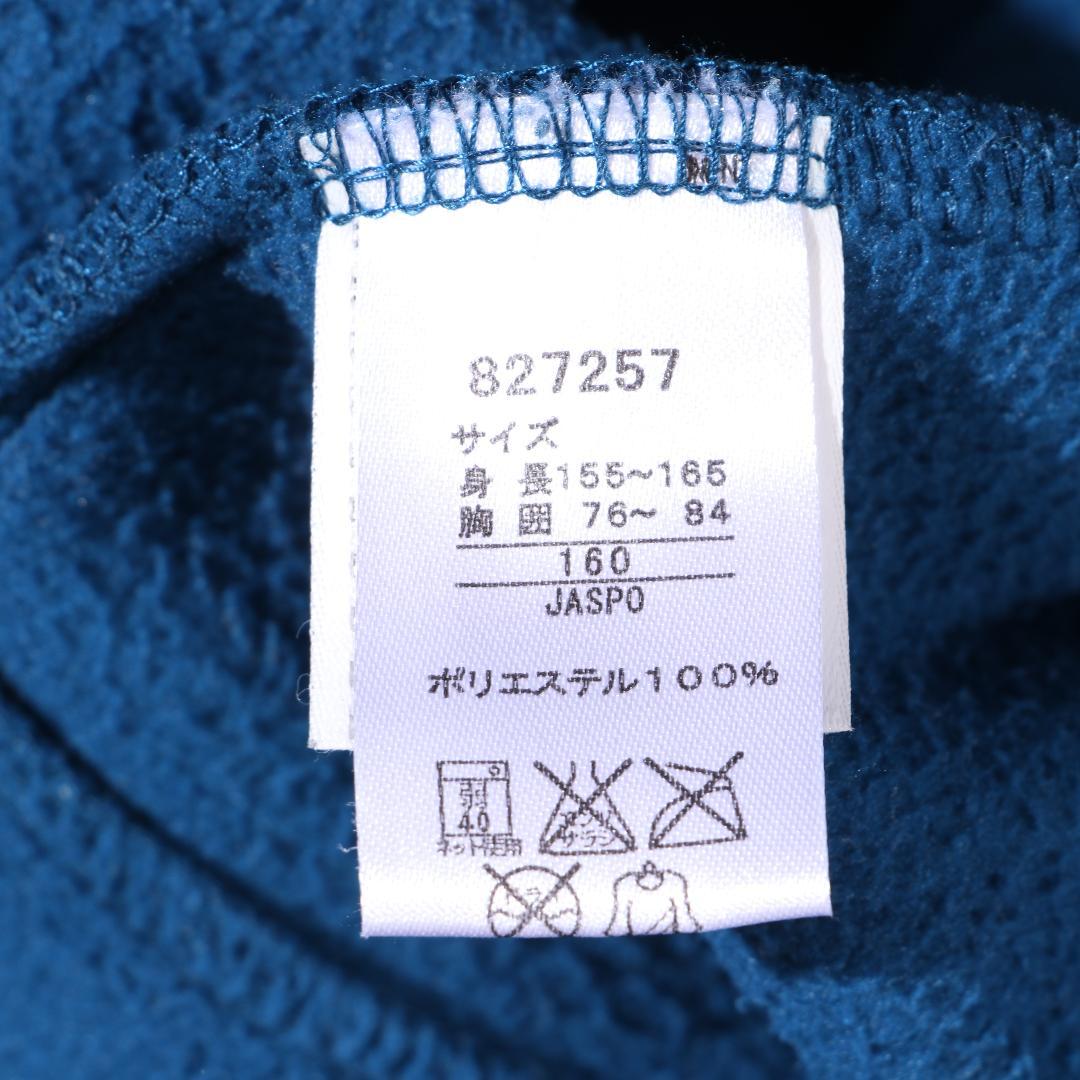 827257
サイズ
身 長155~165
胸 囲 76~ 84
160
JASPO
ポリエステル100%
弱
40
ネット使用